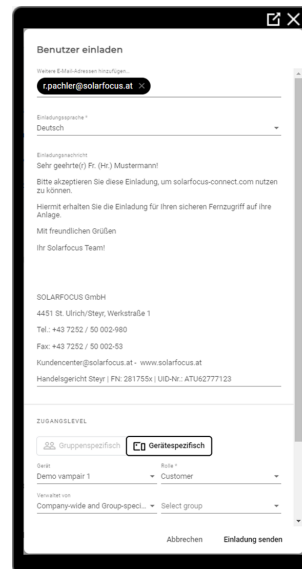 Benutzer einladen
Weitere E-Mail-Adressen hinzufügen...
r.pachler@solarfocus.at ×
Einladungssprache *
Deutsch
Einladungsnachricht
Sehr geehrte(r) Fr. (Hr.) Mustermann!
Bitte akzeptieren Sie diese Einladung, um solarfocus-connect.com nutzen
zu können.
Hiermit erhalten Sie die Einladung für Ihren sicheren Fernzugriff auf ihre
Anlage.
Mit freundlichen Grüßen
Ihr Solarfocus Team!
SOLARFOCUS GmbH
4451 St. Ulrich/Steyr, Werkstraße 1
Tel.: +43 7252 / 50 002-980
Fax: +43 7252 / 50 002-53
Kundencenter@solarfocus.at - www.solarfocus.at
Handelsgericht Steyr | FN: 281755x | UID-Nr.: ATU62777123
ZUGANGSLEVEL
Gruppenspezifisch Gerätespezifisch
Gerät Rolle *
Demo vampair 1 Customer
Verwaltet von
Company-wide and Group-speci... Select group
Abbrechen Einladung senden